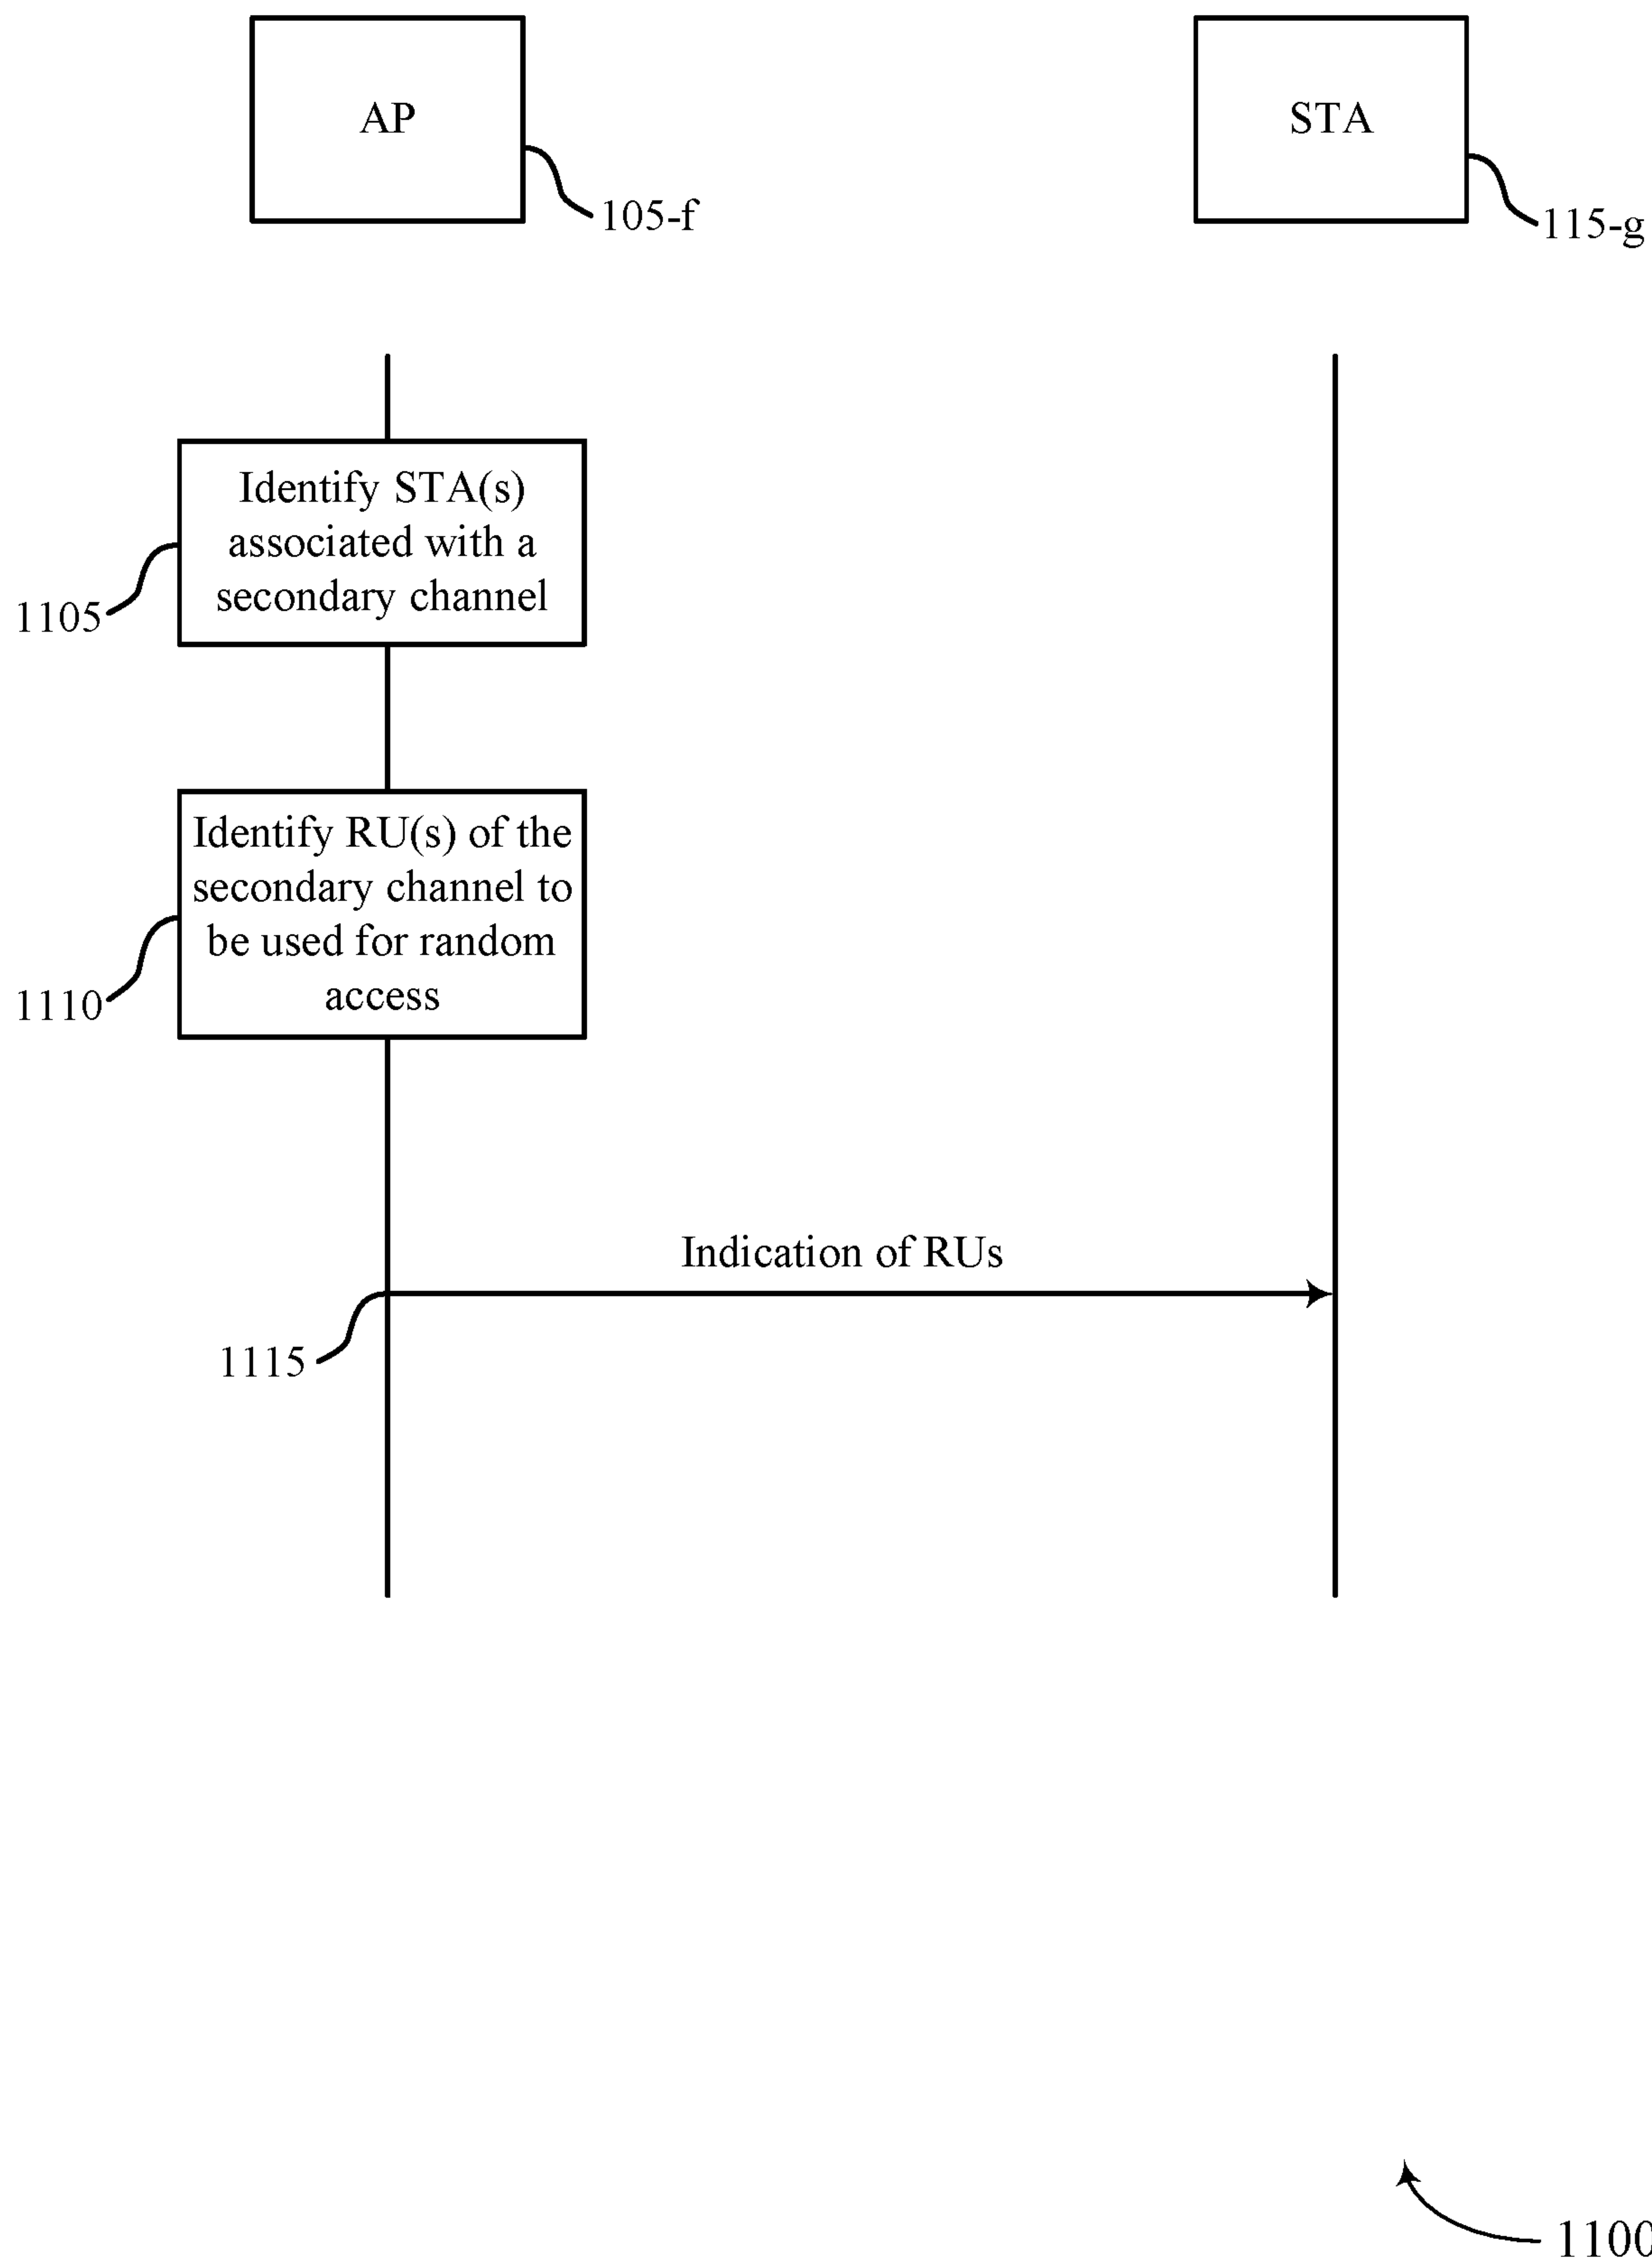 AP
105-f
STA
115-g
Identify STA(s)
associated with a
secondary channel
1105
Identify RU(s) of the
secondary channel to
be used for random
access
1110
Indication of RUs
1115
1100